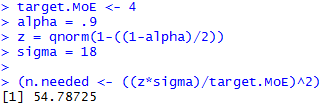 > target.MoE <- 4
> alpha = .9
> z = qnorm(1-((1-alpha)/2))
> sigma = 18
>
> (n.needed <- ((z*sigma)/target.MoE)^2)
[1] 54.78725